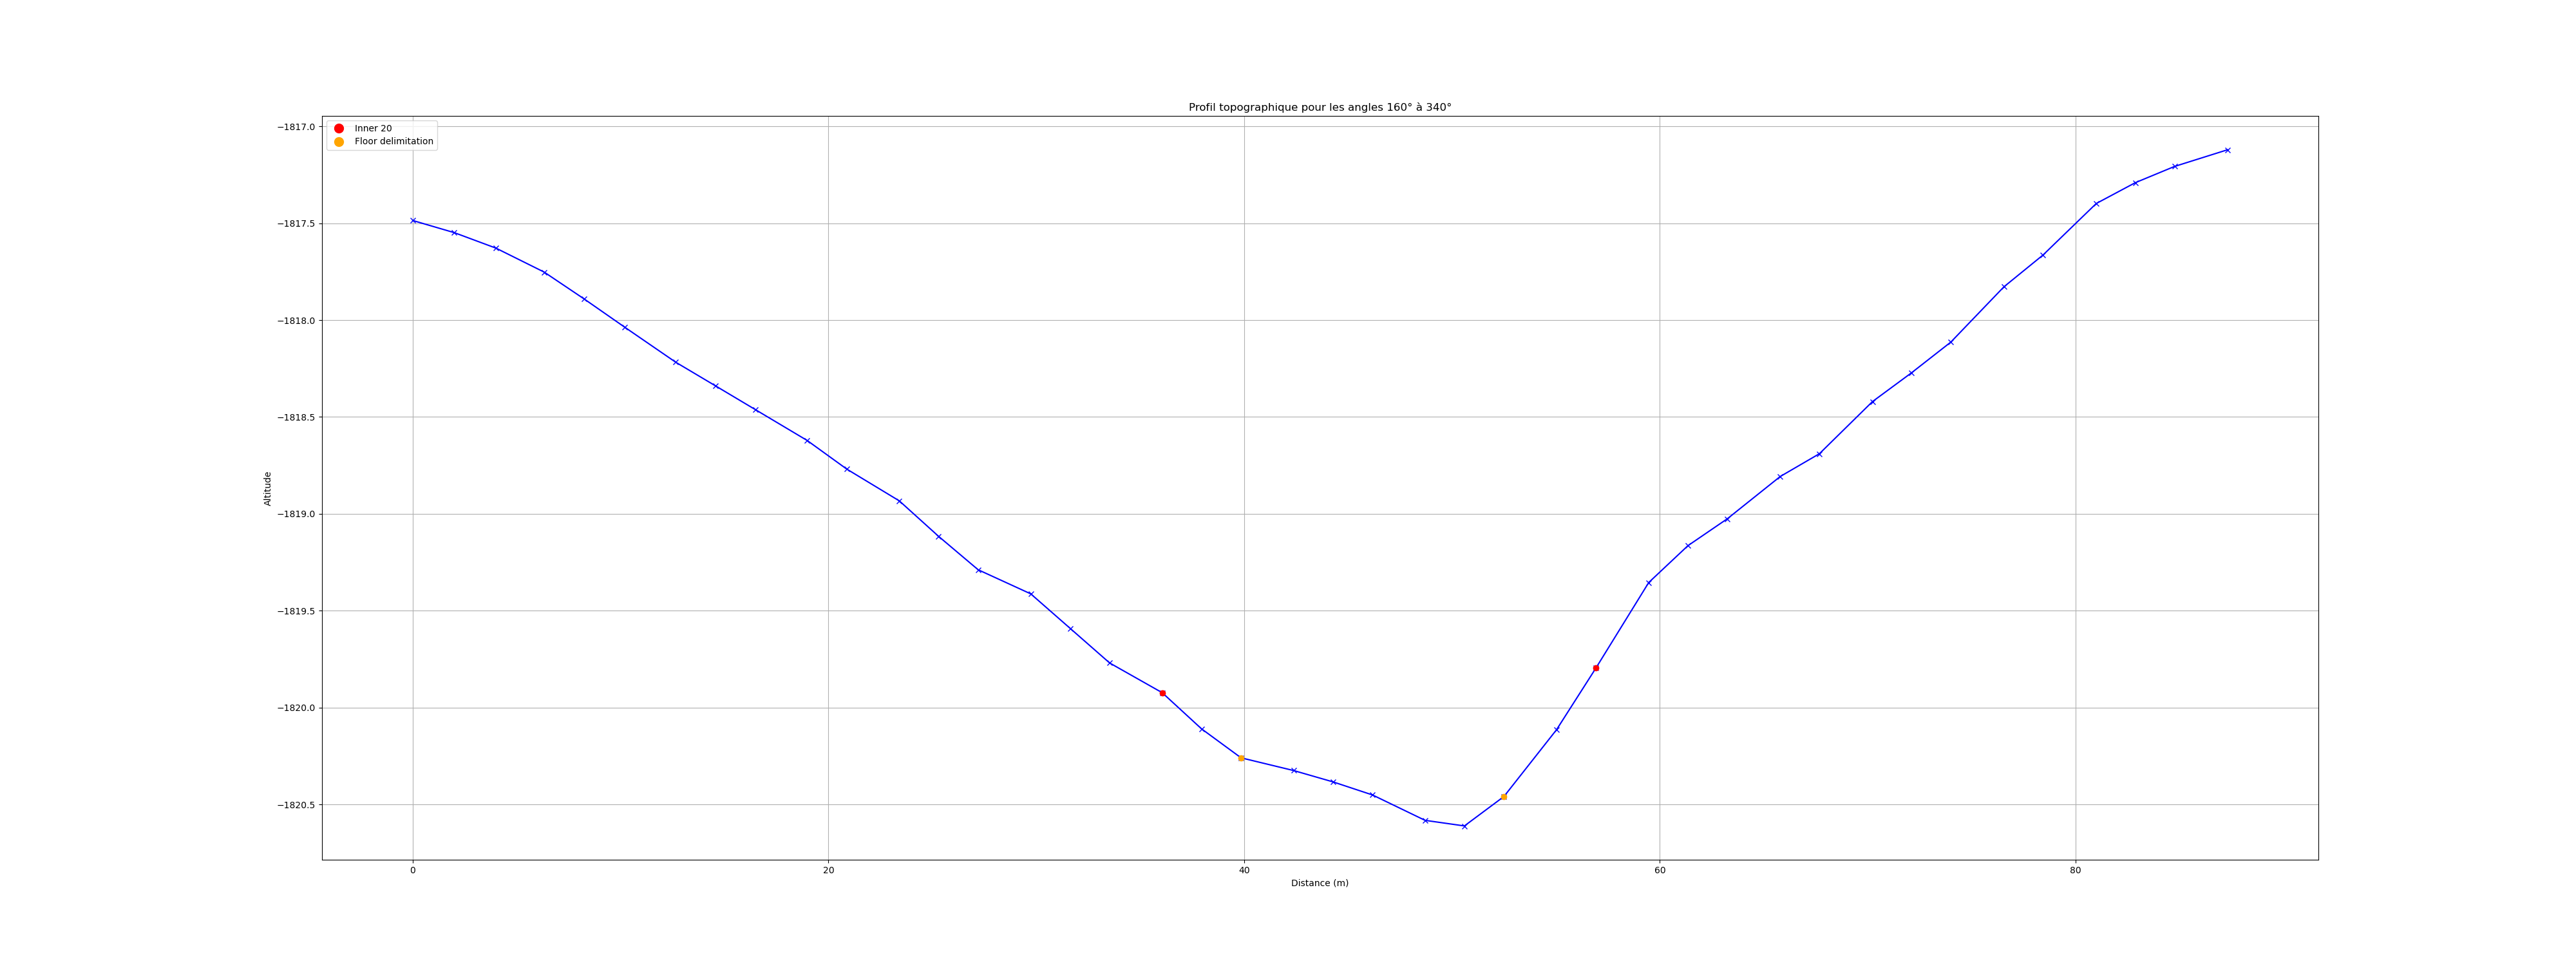 Profil topographique pour les angles 160° à 340°
Inner 20
Floor delimitation
−1817.0
−1817.5
−1818.0
−1818.5
−1819.0
−1819.5
−1820.0
−1820.5
Altitude
0
20
40
60
80
Distance (m)